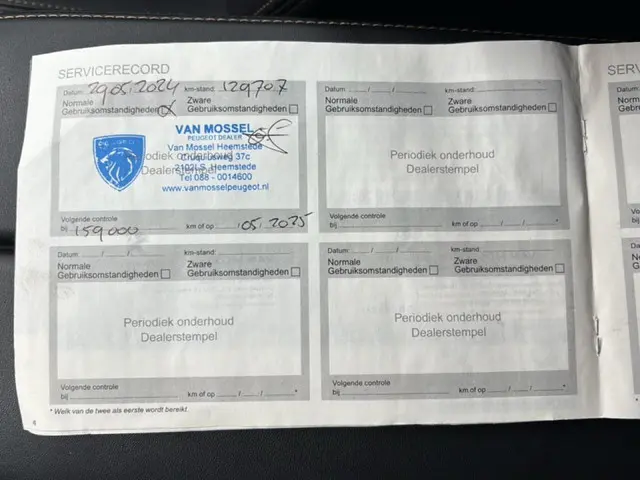 SERVICERECORD
Datum: 29.05.2024 km-stand: 129707
Normale Gebruiksomstandigheden
Zware Gebruiksomstandigheden
VAN MOSSEL
PEUGEOT DEALER
Van Mossel Heemstede
Cruquiusweg 37c
2102LS Heemstede
Tel 088 - 0014600
www.vanmosselpeugeot.nl
Periodiek onderhoud
Dealerstempel
Volgende controle
bij 159000 km of op 05.2025
Datum: / / km-stand:
Normale Gebruiksomstandigheden
Zware Gebruiksomstandigheden
Periodiek onderhoud
Dealerstempel
Volgende controle
bij km of op / / *
Datum: / / km-stand:
Normale Gebruiksomstandigheden
Zware Gebruiksomstandigheden
Periodiek onderhoud
Dealerstempel
Volgende controle
bij km of op / / *
Datum: / / km-stand:
Normale Gebruiksomstandigheden
Zware Gebruiksomstandigheden
Periodiek onderhoud
Dealerstempel
Volgende controle
bij km of op / / *
* Welk van de twee als eerste wordt bereikt.
SERV